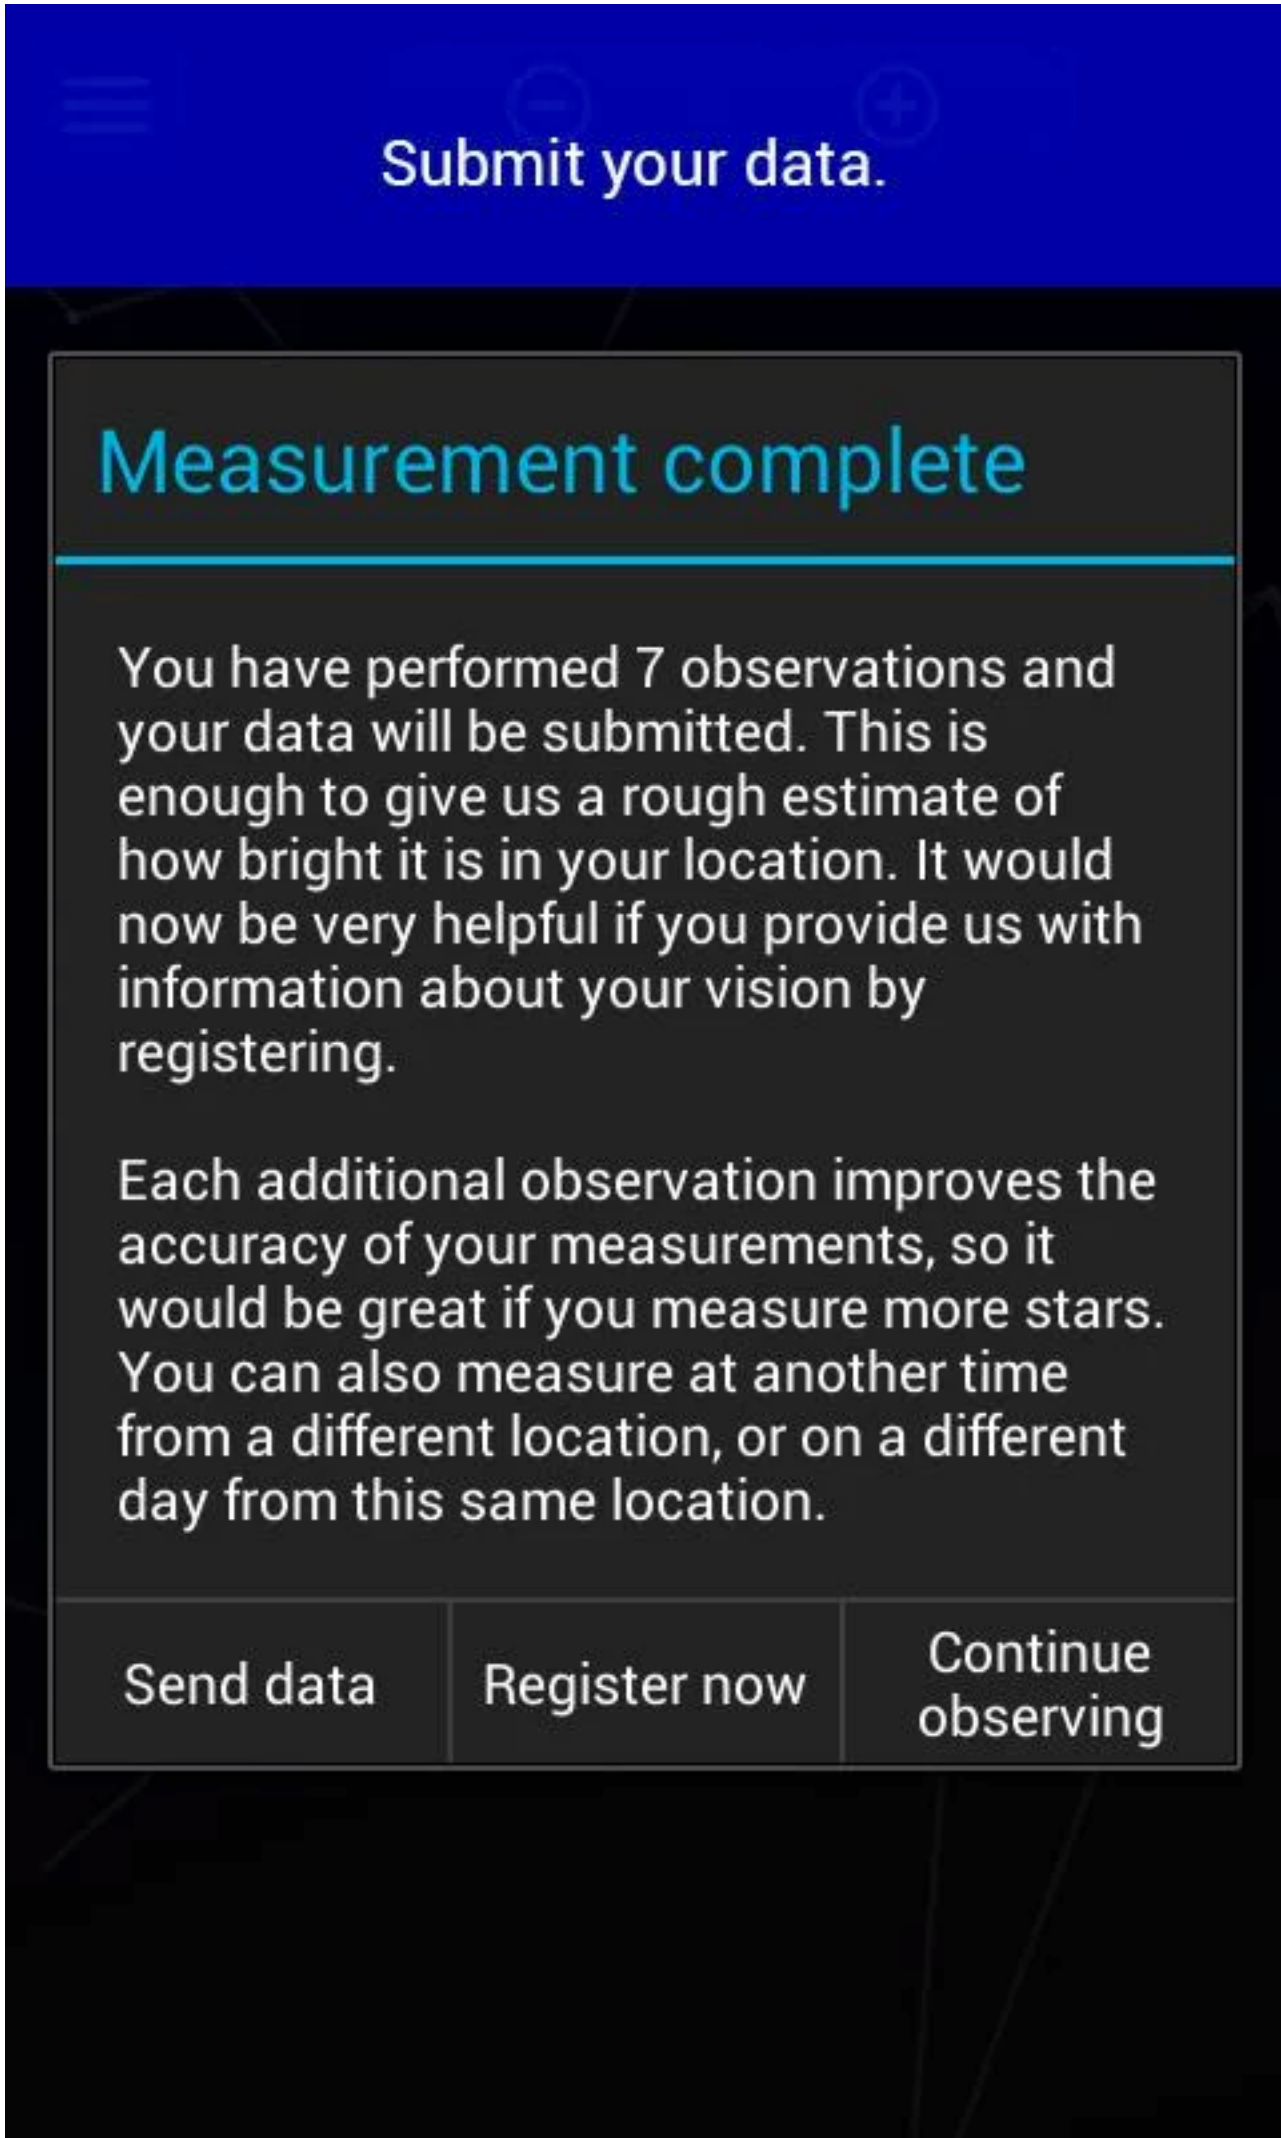 Submit your data.
Measurement complete
You have performed 7 observations and
your data will be submitted. This is
enough to give us a rough estimate of
how bright it is in your location. It would
now be very helpful if you provide us with
information about your vision by
registering.
Each additional observation improves the
accuracy of your measurements, so it
would be great if you measure more stars.
You can also measure at another time
from a different location, or on a different
day from this same location.
Send data
Register now
Continue
observing